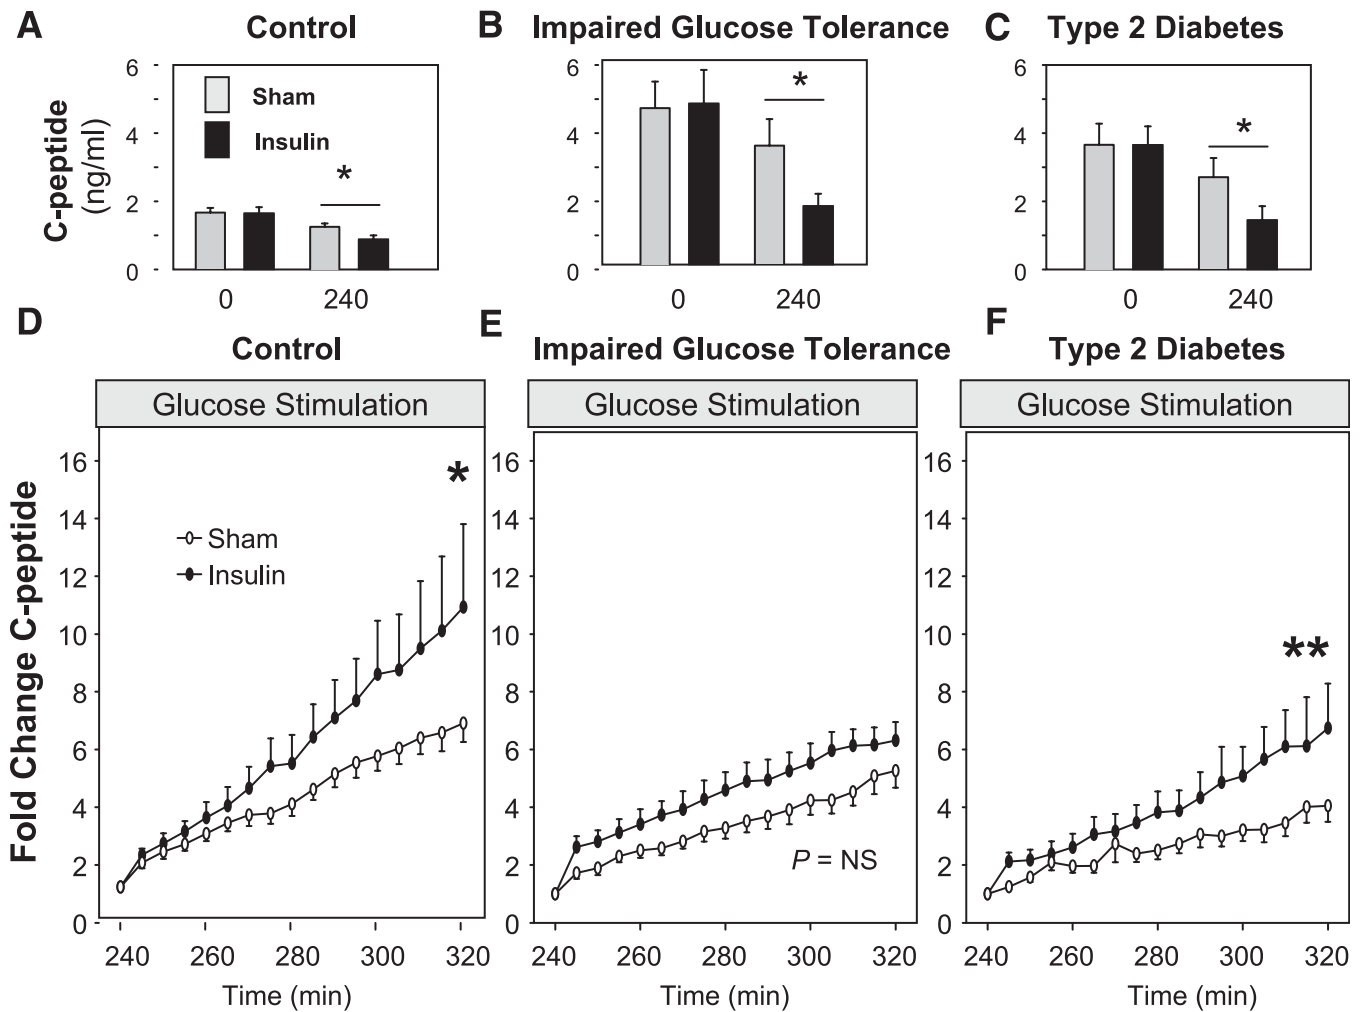 A Control
B Impaired Glucose Tolerance
C Type 2 Diabetes
C-peptide
(ng/ml)
6
4
2
0
Sham
Insulin
*
0 240
6
4
2
0
*
0 240
6
4
2
0
*
0 240
D Control
E Impaired Glucose Tolerance
F Type 2 Diabetes
Glucose Stimulation
Glucose Stimulation
Glucose Stimulation
Fold Change C-peptide
16
14
12
10
8
6
4
2
0
*
Sham
Insulin
240 260 280 300 320
Time (min)
16
14
12
10
8
6
4
2
0
P = NS
240 260 280 300 320
Time (min)
16
14
12
10
8
6
4
2
0
**
240 260 280 300 320
Time (min)